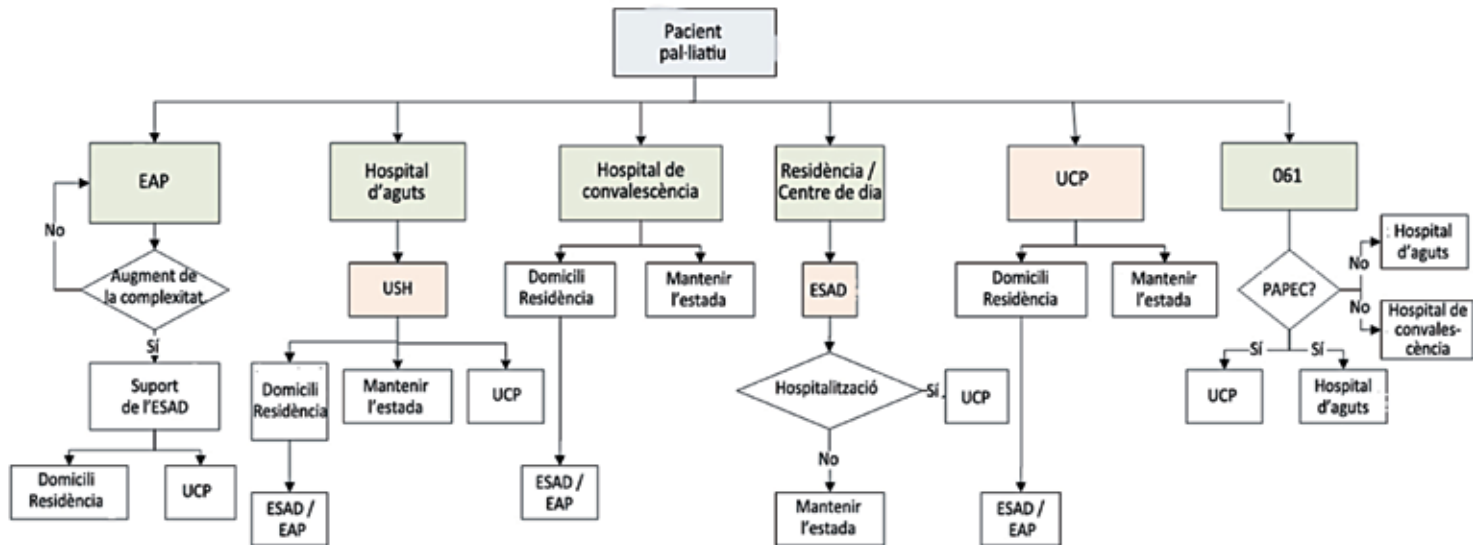 Pacient
pal·liatiu
EAP
Hospital
d'aguts
Hospital de
convalescència
Residència /
Centre de dia
UCP
061
No
Augment de
la complexitat
Sí
Suport
de l'ESAD
Domicili
Residència
UCP
USH
Domicili
Residència
Mantenir
l'estada
UCP
ESAD /
EAP
Domicili
Residència
Mantenir
l'estada
ESAD /
EAP
ESAD
Hospitalització
Sí
UCP
No
Mantenir
l'estada
Domicili
Residència
Mantenir
l'estada
ESAD /
EAP
PAPEC?
No
Hospital
d'aguts
No
Hospital de
convales-
cència
Sí
Sí
UCP
Hospital
d'aguts